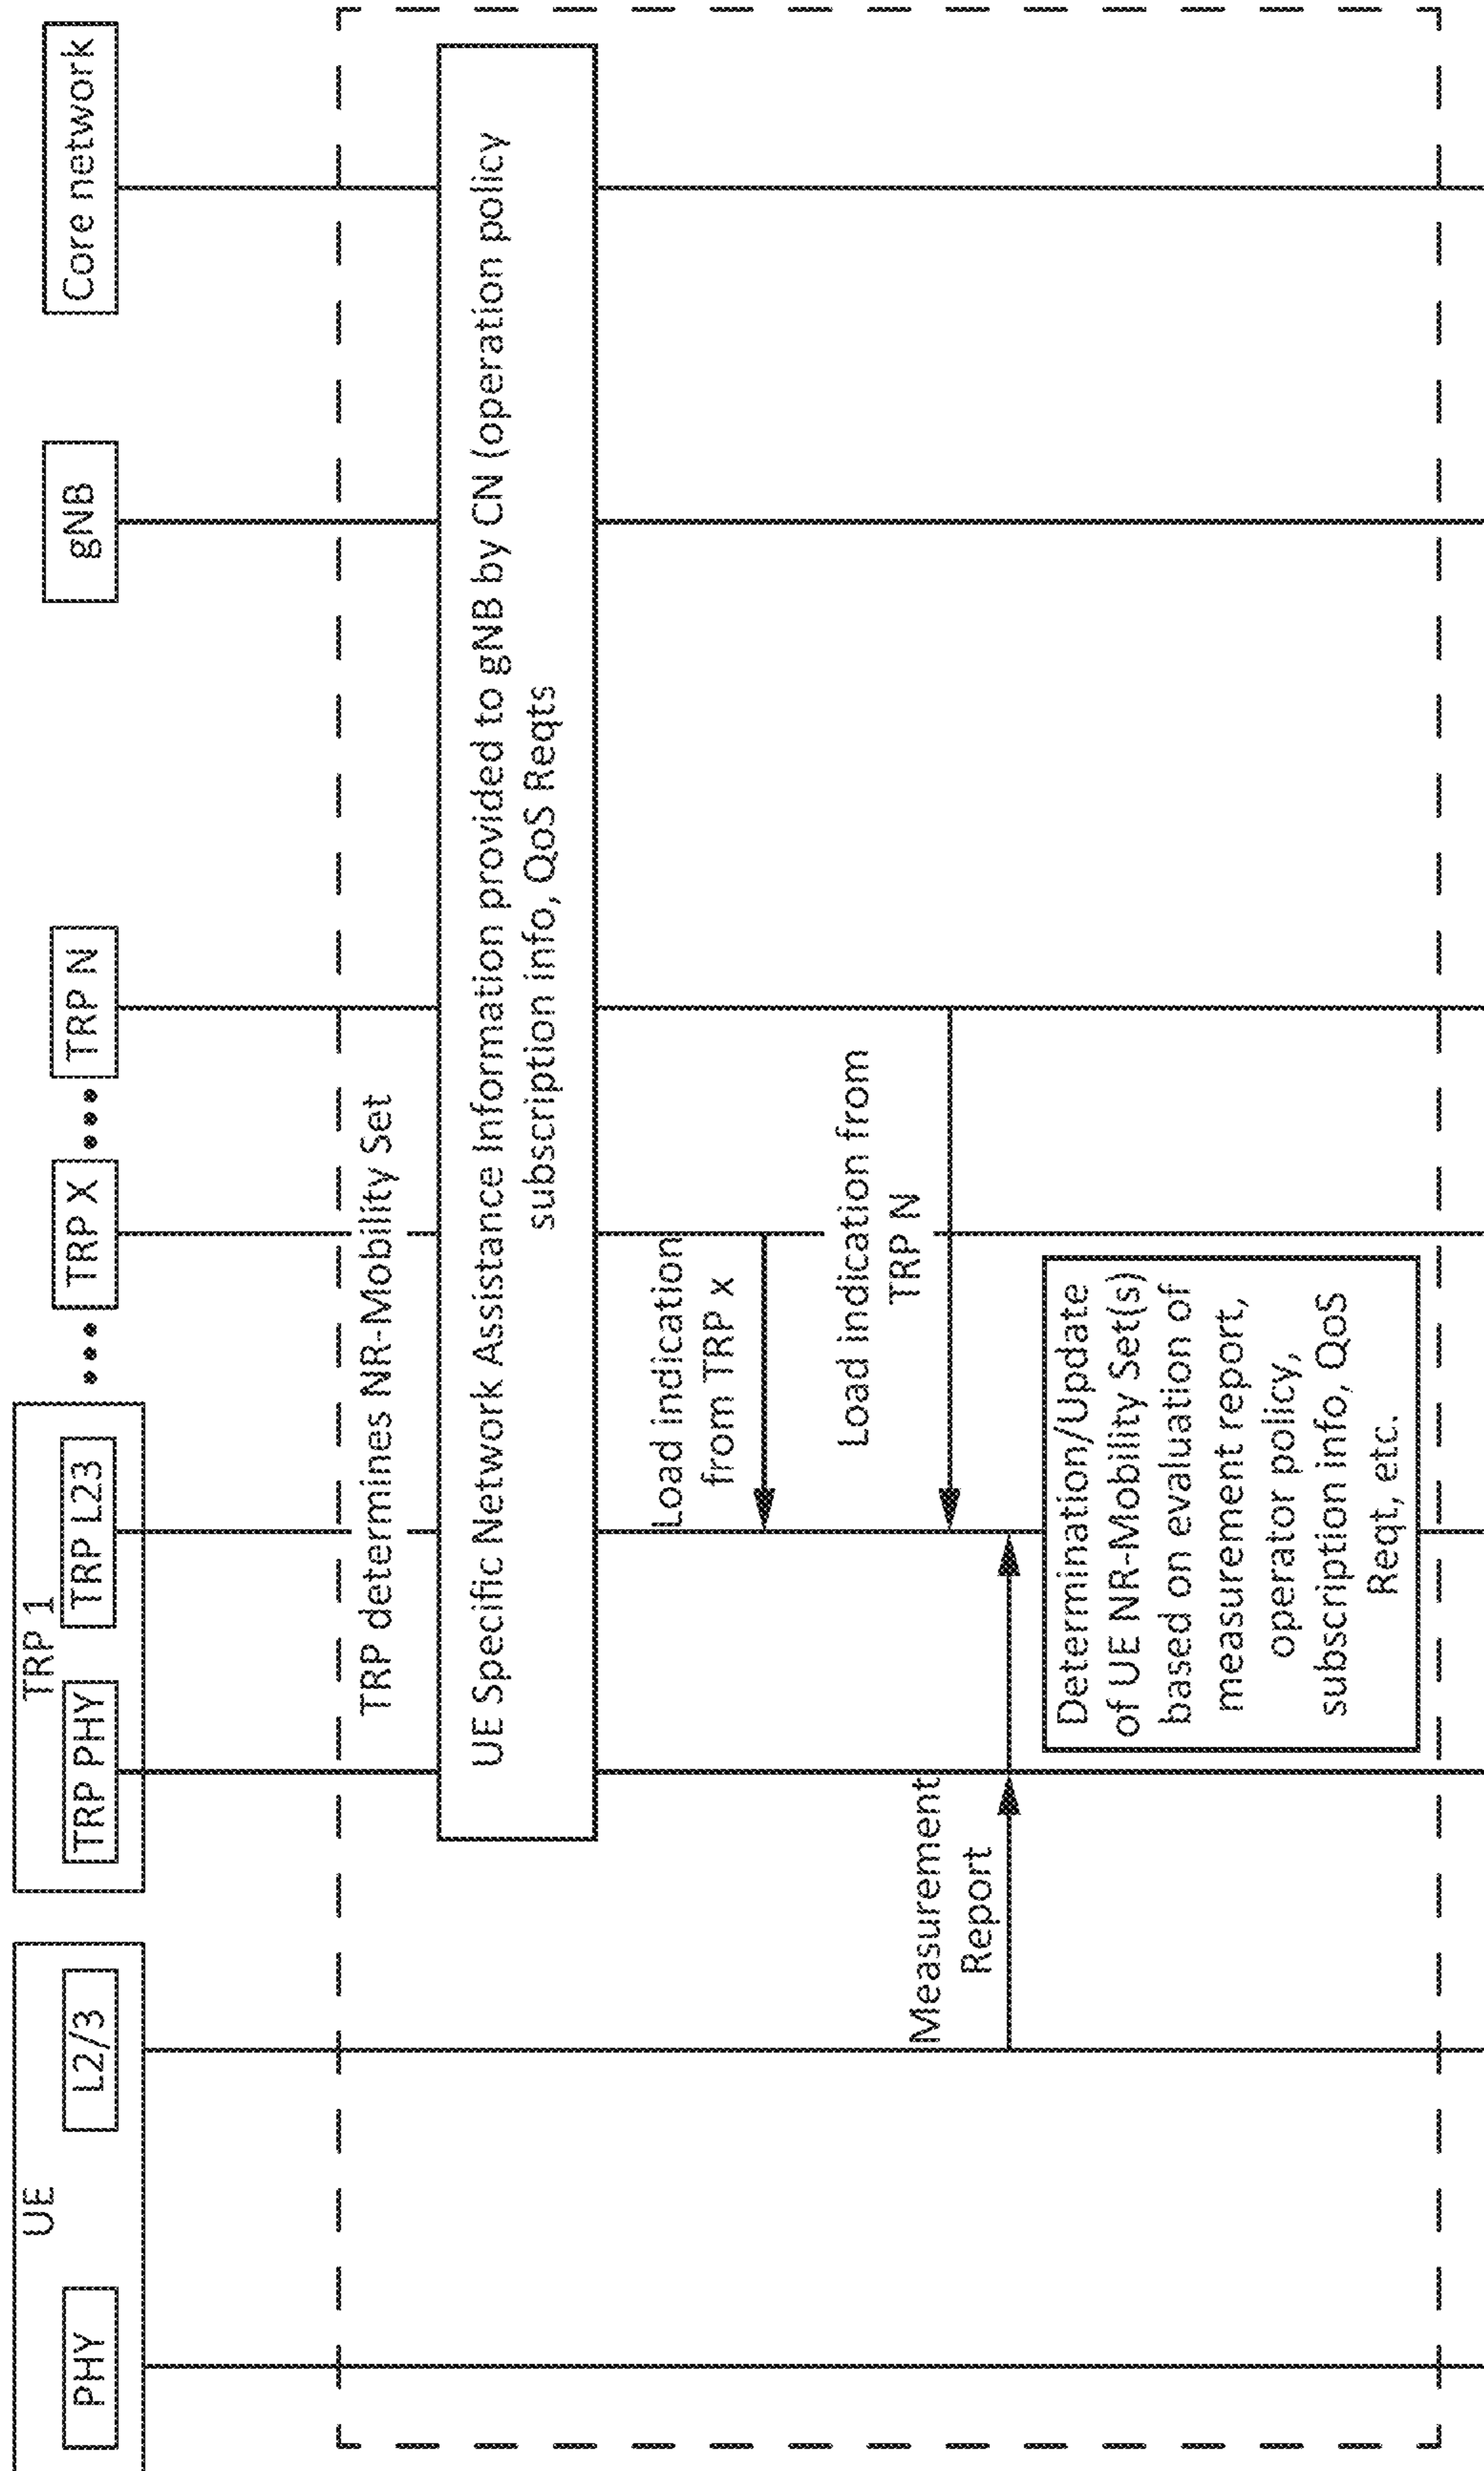 UE
TRP 1
PHY
L2/3
TRP PHY
TRP L23
••••
TRP X
••••
TRP N
gNB
Core network
TRP determines NR-Mobility Set
UE Specific Network Assistance Information provided to gNB by CN (operation policy
subscription info, QoS Reqts
Load indication
from TRP x
Load indication from
TRP N
Measurement
Report
Determination/Update
of UE NR-Mobility Set(s)
based on evaluation of
measurement report,
operator policy,
subscription info, QoS
Reqt, etc.